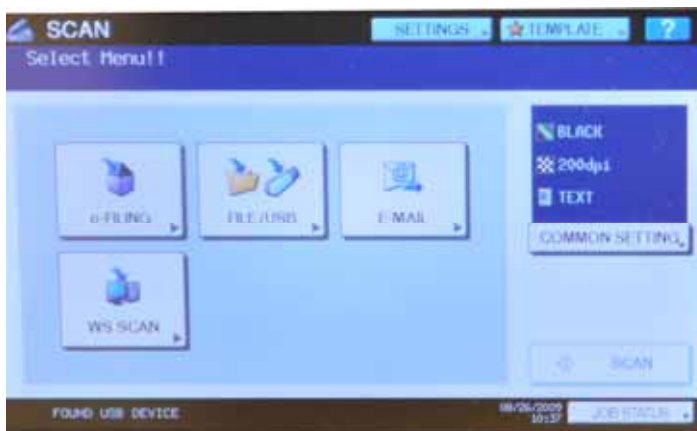 SCAN
SETTINGS
TEMPLATE
?
Select Menu!!
BLACK
200dpi
TEXT
COMMON SETTING
e-FILING
FILE/USB
E-MAIL
WS SCAN
SCAN
FOUND USB DEVICE
08/26/2009
10:37
JOB STATUS